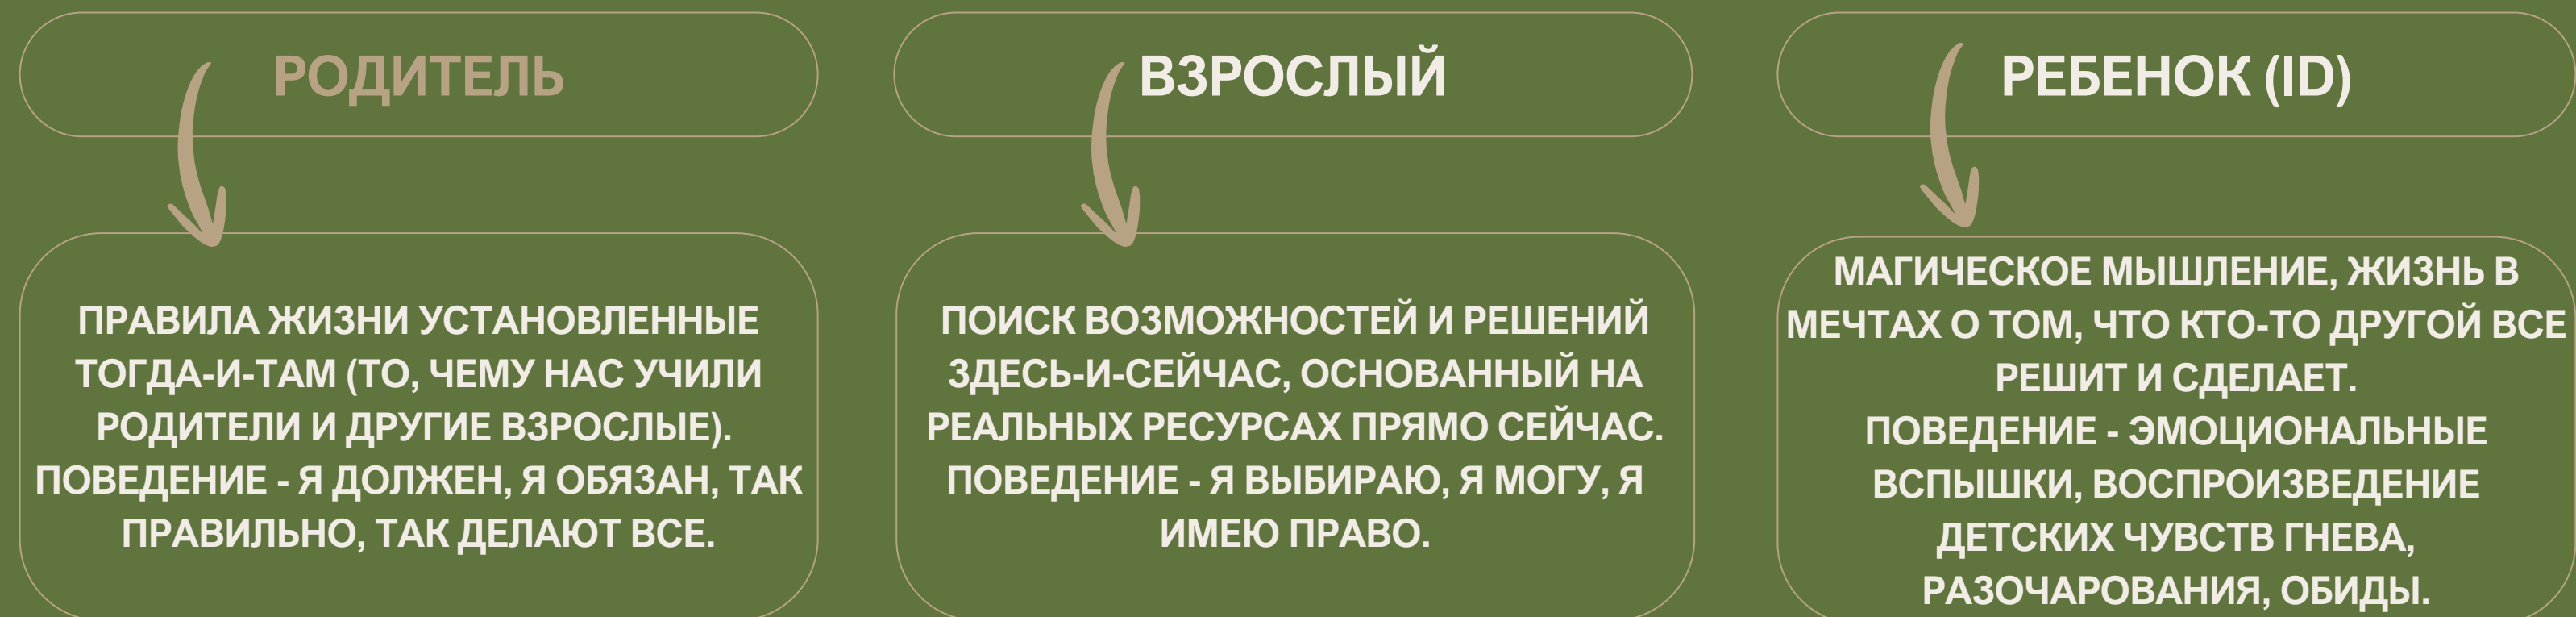 РОДИТЕЛЬ
ПРАВИЛА ЖИЗНИ УСТАНОВЛЕННЫЕ
ТОГДА-И-ТАМ (ТО, ЧЕМУ НАС УЧИЛИ
РОДИТЕЛИ И ДРУГИЕ ВЗРОСЛЫЕ).
ПОВЕДЕНИЕ - Я ДОЛЖЕН, Я ОБЯЗАН, ТАК
ПРАВИЛЬНО, ТАК ДЕЛАЮТ ВСЕ.
ВЗРОСЛЫЙ
ПОИСК ВОЗМОЖНОСТЕЙ И РЕШЕНИЙ
ЗДЕСЬ-И-СЕЙЧАС, ОСНОВАННЫЙ НА
РЕАЛЬНЫХ РЕСУРСАХ ПРЯМО СЕЙЧАС.
ПОВЕДЕНИЕ - Я ВЫБИРАЮ, Я МОГУ, Я
ИМЕЮ ПРАВО.
РЕБЕНОК (ID)
МАГИЧЕСКОЕ МЫШЛЕНИЕ, ЖИЗНЬ В
МЕЧТАХ О ТОМ, ЧТО КТО-ТО ДРУГОЙ ВСЕ
РЕШИТ И СДЕЛАЕТ.
ПОВЕДЕНИЕ - ЭМОЦИОНАЛЬНЫЕ
ВСПЫШКИ, ВОСПРОИЗВЕДЕНИЕ
ДЕТСКИХ ЧУВСТВ ГНЕВА,
РАЗОЧАРОВАНИЯ, ОБИДЫ.